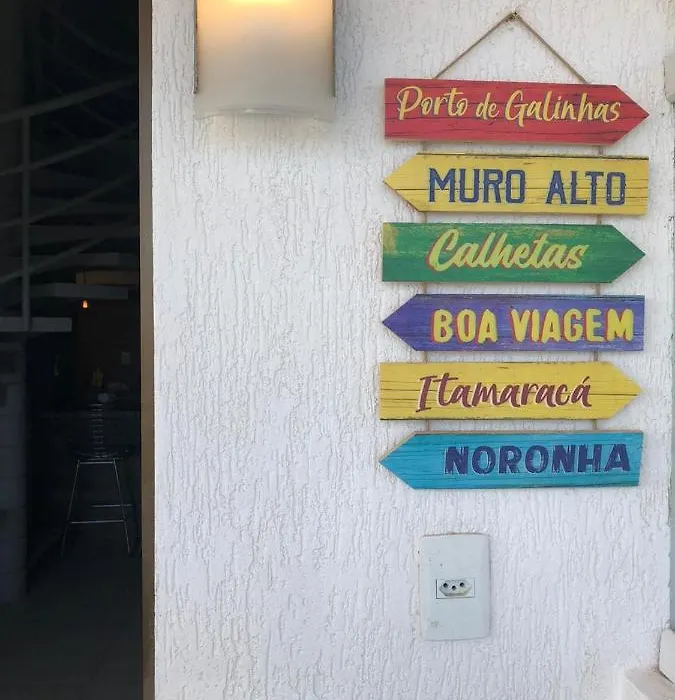 Porto de Galinhas
MURO ALTO
Calhetas
BOA VIAGEM
Itamaracá
NORONHA